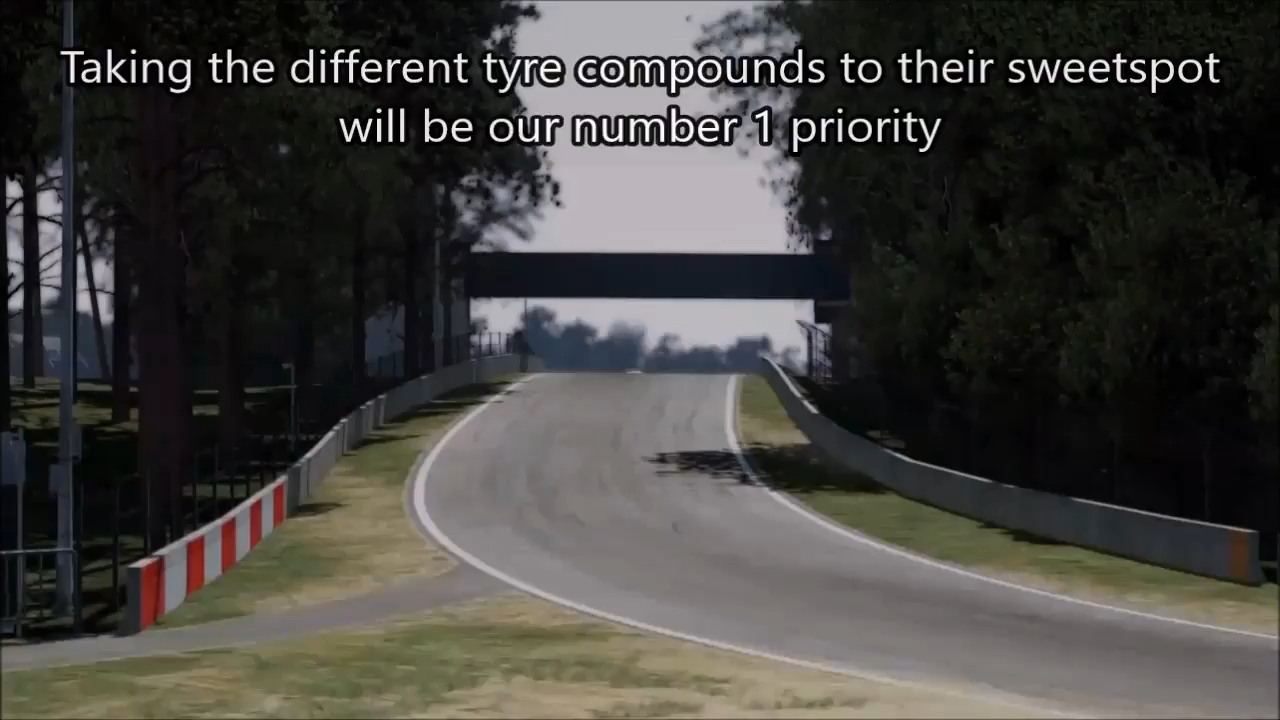 Taking the different tyre compounds to their sweetspot
will be our number 1 priority